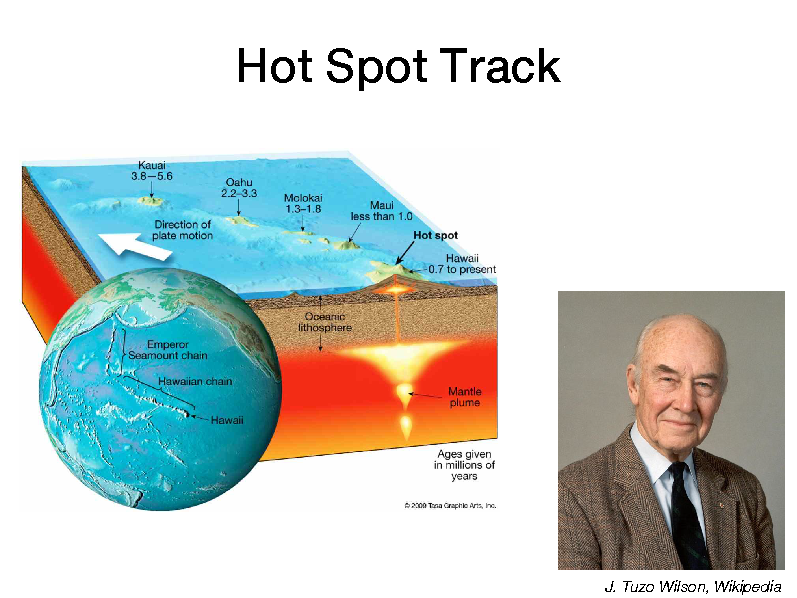 Hot Spot Track
Kauai
3.8—5.6
Oahu
2.2–3.3
Molokai
1.3–1.8
Maui
less than 1.0
Direction of
plate motion
Hot spot
Hawaii
0.7 to present
Oceanic
lithosphere
Emperor
Seamount chain
Hawaiian chain
Hawaii
Mantle
plume
Ages given
in millions of
years
© 2009 Tasa Graphic Arts, Inc.
J. Tuzo Wilson, Wikipedia